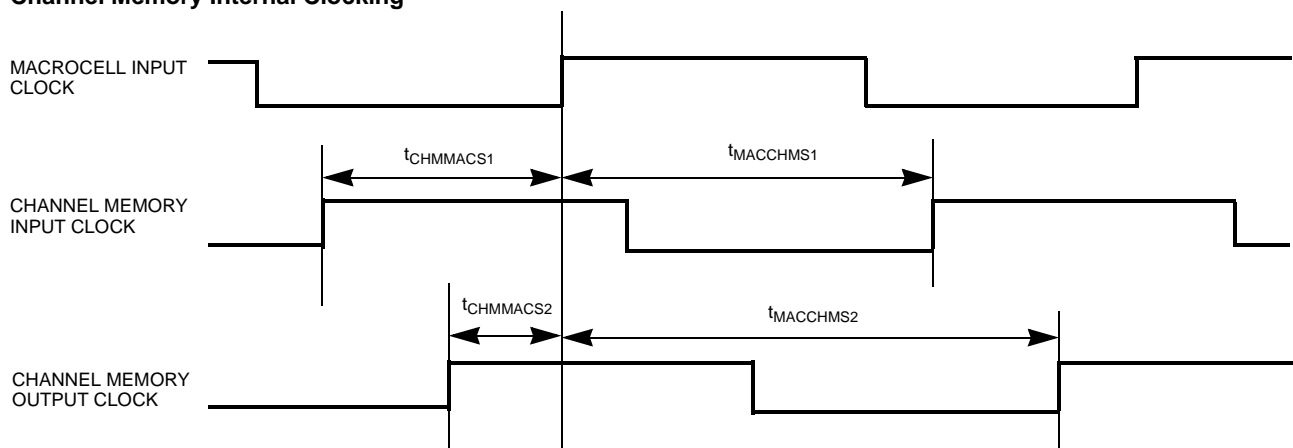 Channel Memory Internal Clocking
MACROCELL INPUT
CLOCK
tCHMMACS1
tMACCHMS1
CHANNEL MEMORY
INPUT CLOCK
tCHMMACS2
tMACCHMS2
CHANNEL MEMORY
OUTPUT CLOCK